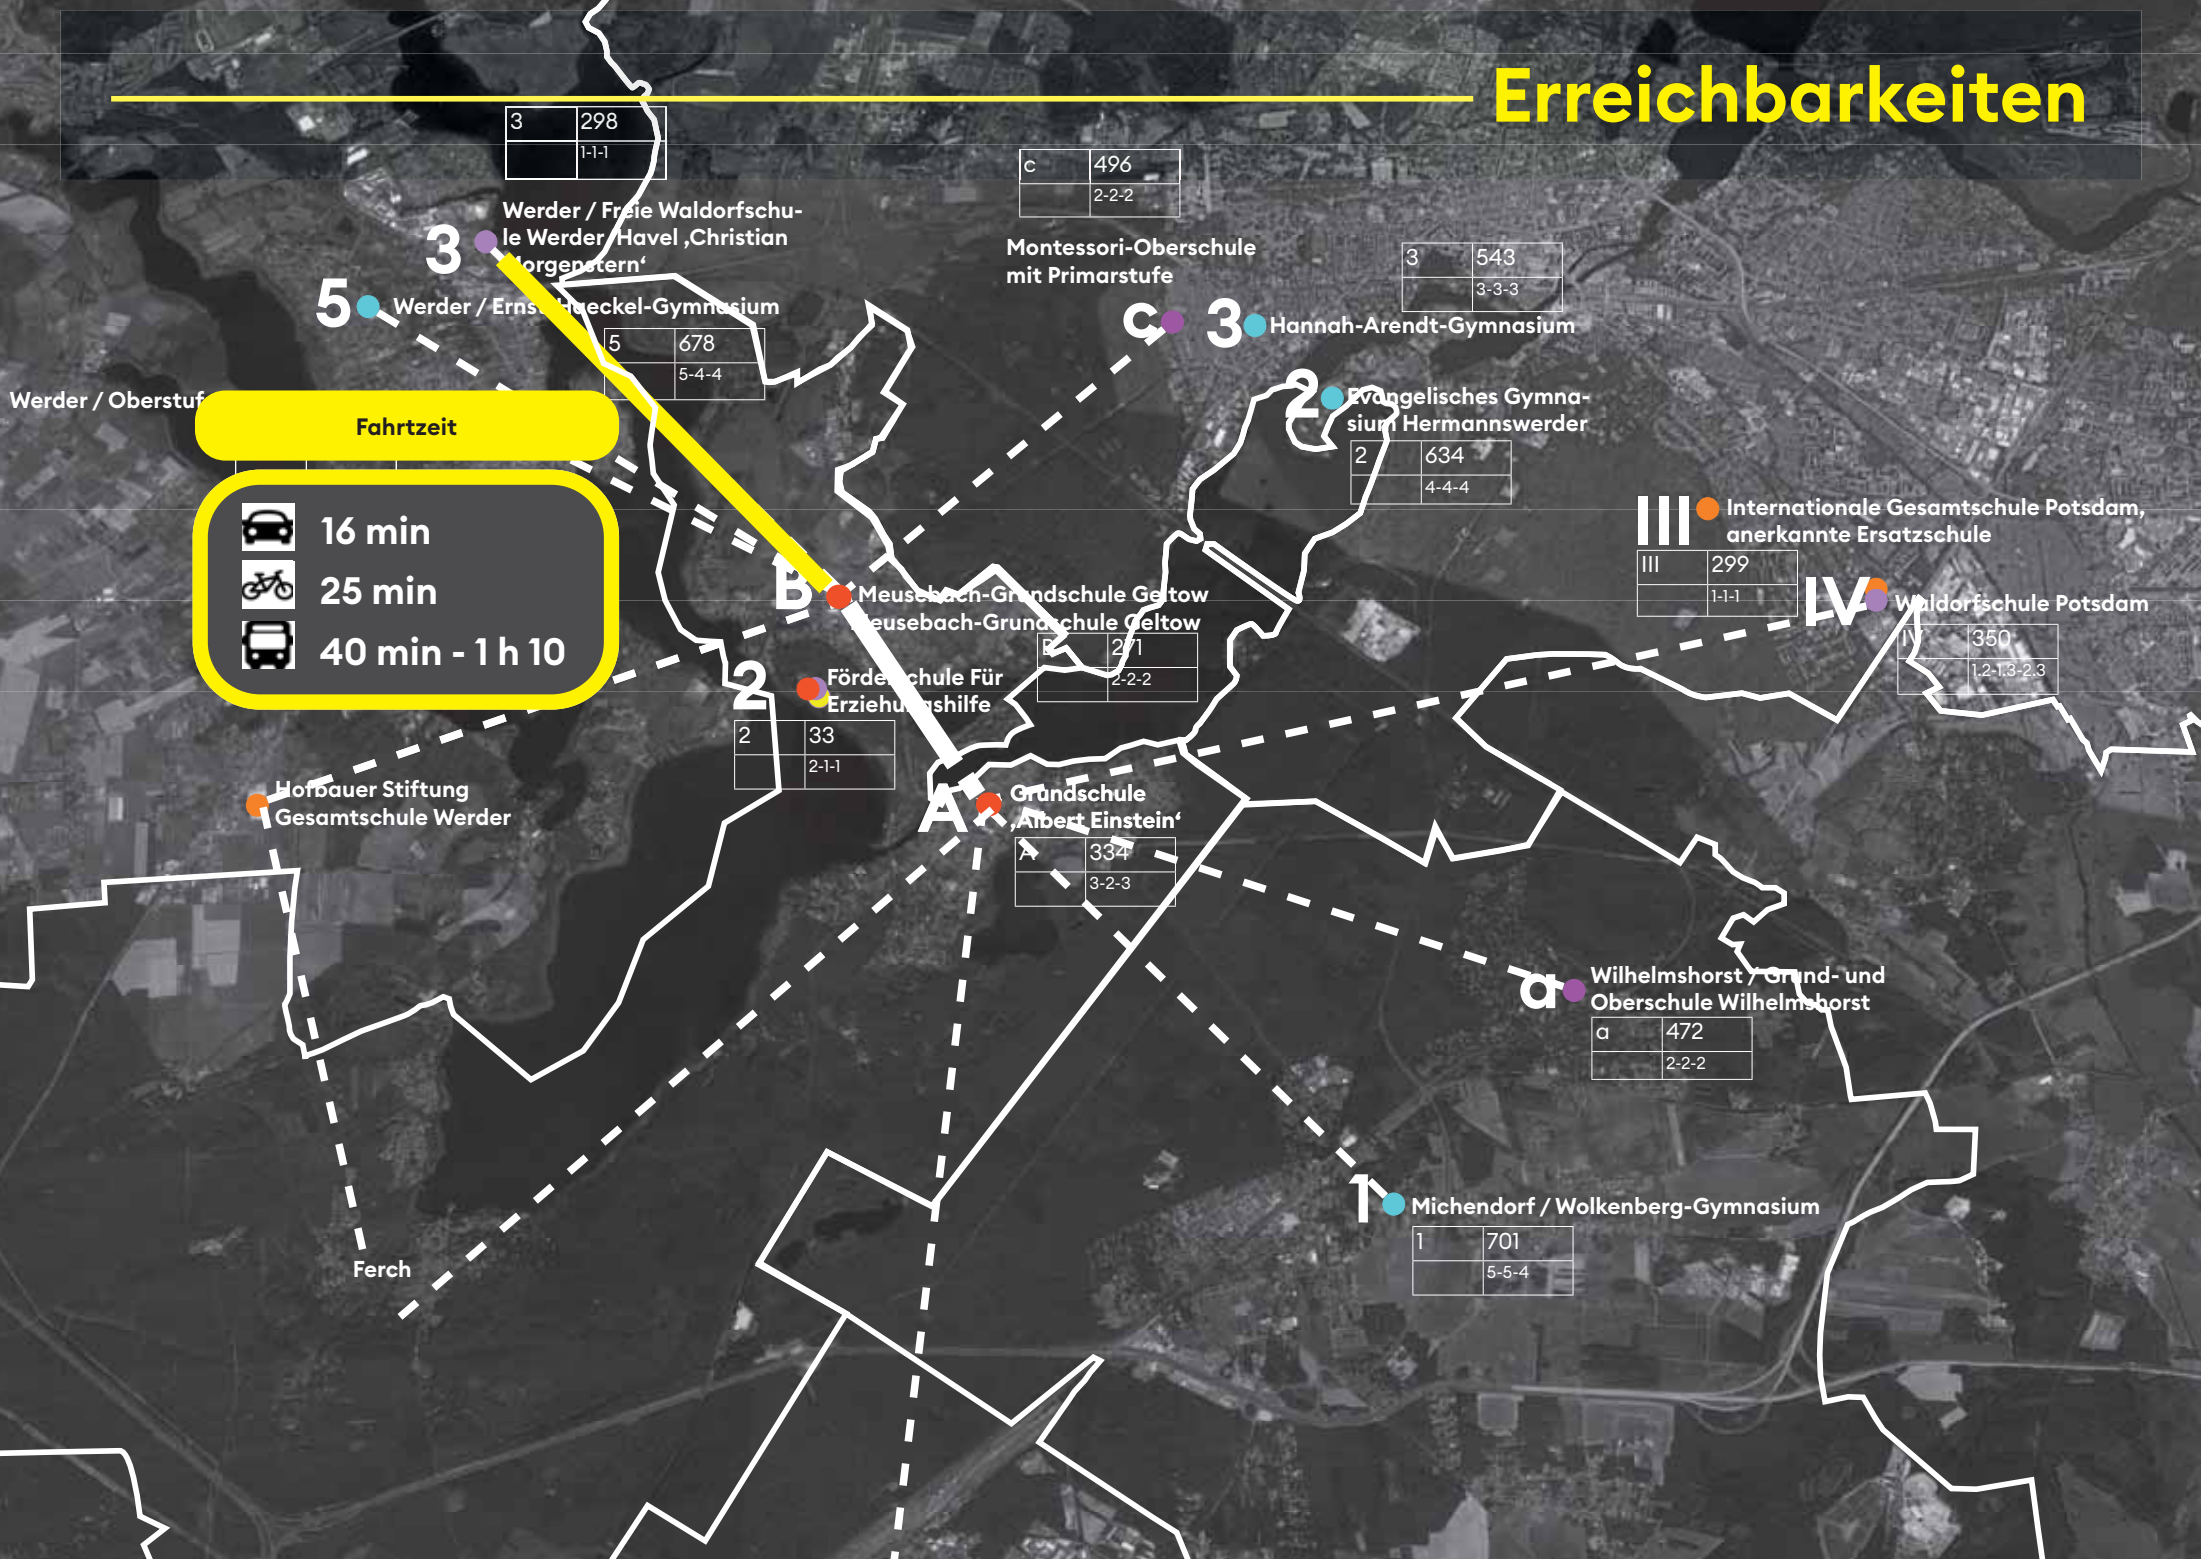 Erreichbarkeiten
3 298
1-1-1
c 496
2-2-2
Werder / Freie Waldorfschu-
le Werder/Havel ‚Christian
Morgenstern‘
3
Montessori-Oberschule
mit Primarstufe
c
3 543
3-3-3
3 Hannah-Arendt-Gymnasium
5 Werder / Ernst-Haeckel-Gymnasium
5 678
5-4-4
2 Evangelisches Gymna-
sium Hermannswerder
2 634
4-4-4
Werder / Oberstuf
Fahrtzeit
16 min
25 min
40 min - 1 h 10
III Internationale Gesamtschule Potsdam,
anerkannte Ersatzschule
III 299
1-1-1
IV Waldorfschule Potsdam
IV 350
1.2-1.3-2.3
B Meusebach-Grundschule Geltow
Meusebach-Grundschule Geltow
B 271
2-2-2
2 Förderschule Für
Erziehungshilfe
2 33
2-1-1
Hofbauer Stiftung
Gesamtschule Werder
A Grundschule
‚Albert Einstein‘
A 334
3-2-3
a Wilhelmshorst / Grund- und
Oberschule Wilhelmshorst
a 472
2-2-2
1 Michendorf / Wolkenberg-Gymnasium
1 701
5-5-4
Ferch